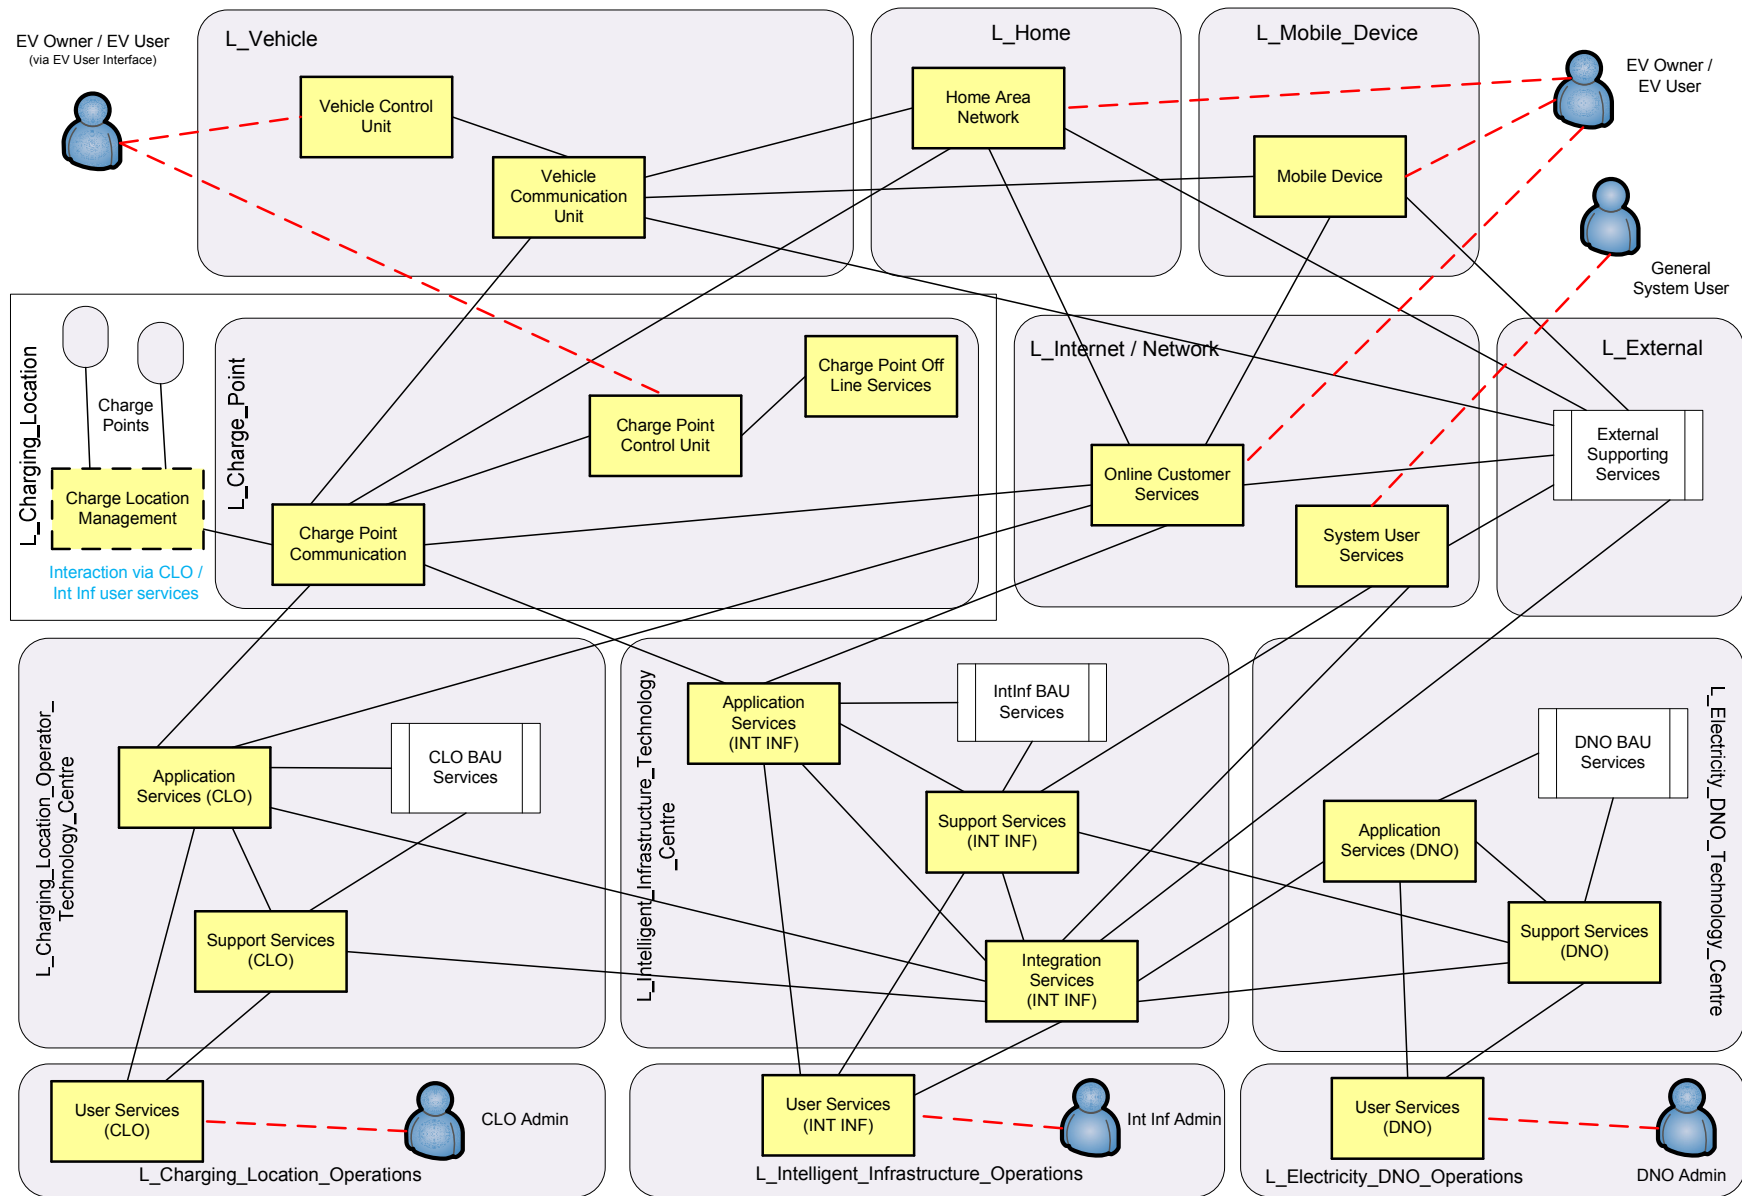 EV Owner / EV User
(via EV User Interface)
L_Vehicle
Vehicle Control
Unit
Vehicle
Communication
Unit
L_Home
Home Area
Network
L_Mobile_Device
Mobile Device
EV Owner /
EV User
General
System User
L_Charging_Location
Charge
Points
Charge Location
Management
Interaction via CLO /
Int Inf user services
L_Charge_Point
Charge Point Off
Line Services
Charge Point
Control Unit
Charge Point
Communication
L_Internet / Network
Online Customer
Services
System User
Services
L_External
External
Supporting
Services
L_Charging_Location_Operator_
Technology_Centre
Application
Services (CLO)
CLO BAU
Services
Support Services
(CLO)
L_Intelligent_Infrastructure_Technology
_Centre
Application
Services
(INT INF)
IntInf BAU
Services
Support Services
(INT INF)
Integration
Services
(INT INF)
L_Electricity_DNO_Technology_Centre
DNO BAU
Services
Application
Services (DNO)
Support Services
(DNO)
User Services
(CLO)
CLO Admin
L_Charging_Location_Operations
User Services
(INT INF)
Int Inf Admin
L_Intelligent_Infrastructure_Operations
User Services
(DNO)
DNO Admin
L_Electricity_DNO_Operations